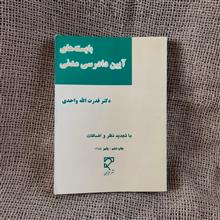 بایسته‌های
آیین دادرسی مدنی
دکتر قدرت الله واحدی
با تجدید نظر و اضافات